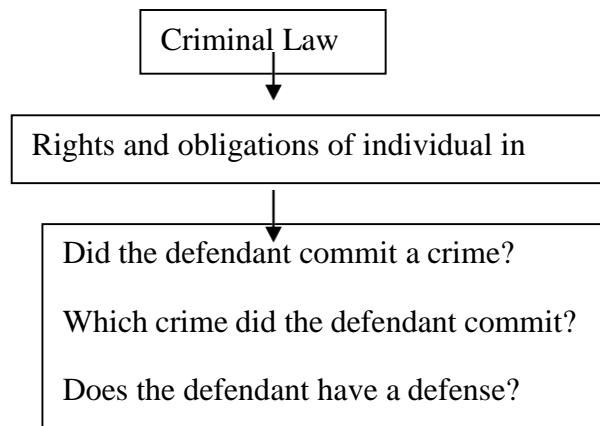 Criminal Law
Rights and obligations of individual in
Did the defendant commit a crime?
Which crime did the defendant commit?
Does the defendant have a defense?